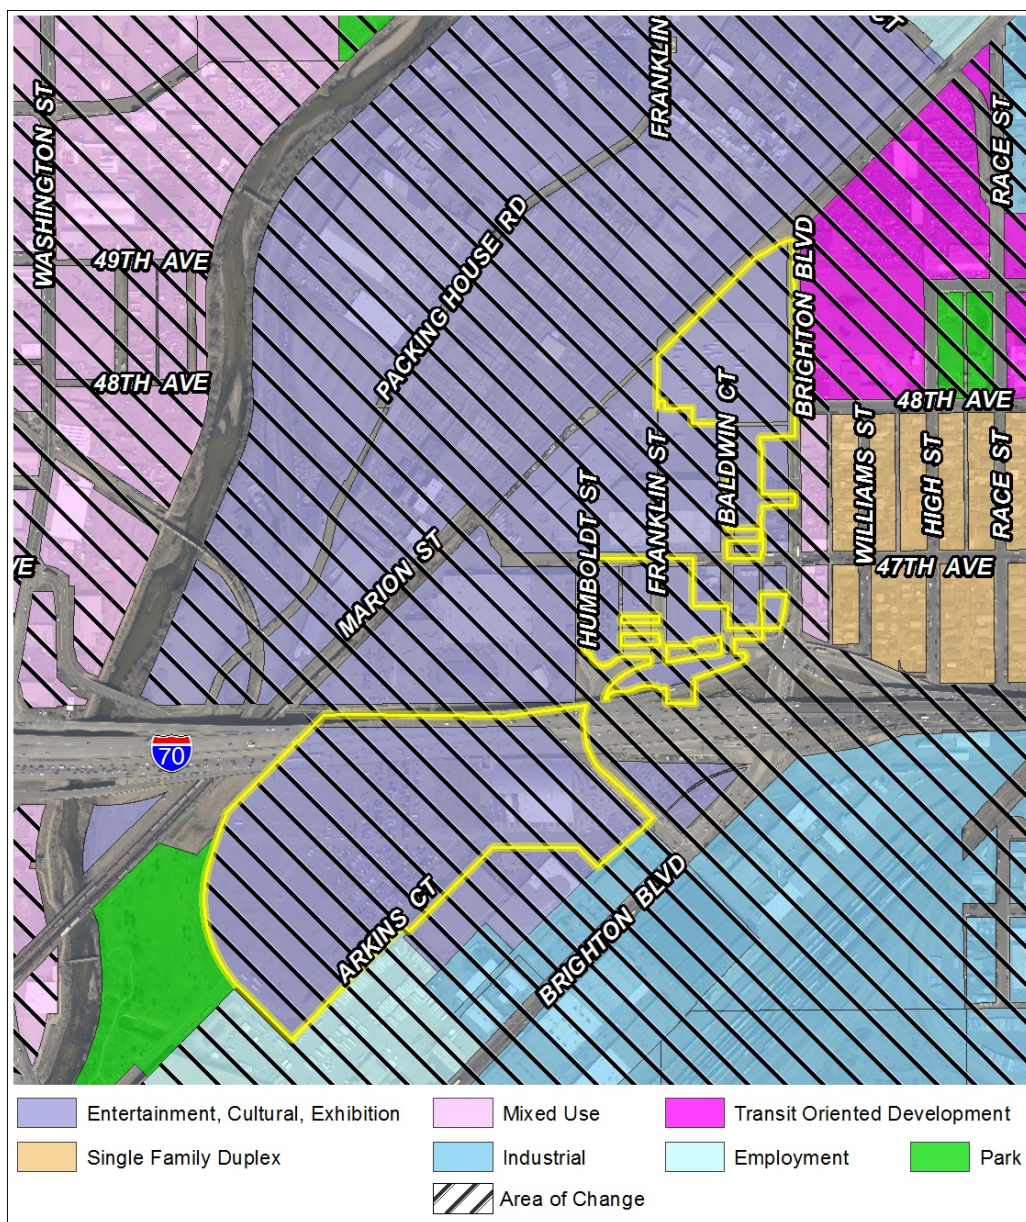 CT
FRANKLIN
WASHINGTON ST
RACE ST
49TH AVE
PACKING HOUSE RD
BRIGHTON BLVD
48TH AVE
BALDWIN CT
48TH AVE
WILLIAMS ST
HIGH ST
RACE ST
HUMBOLDT ST
FRANKLIN ST
MARION ST
VE
47TH AVE
70
ARKINS CT
BRIGHTON BLVD
Entertainment, Cultural, Exhibition
Mixed Use
Transit Oriented Development
Single Family Duplex
Industrial
Employment
Park
Area of Change